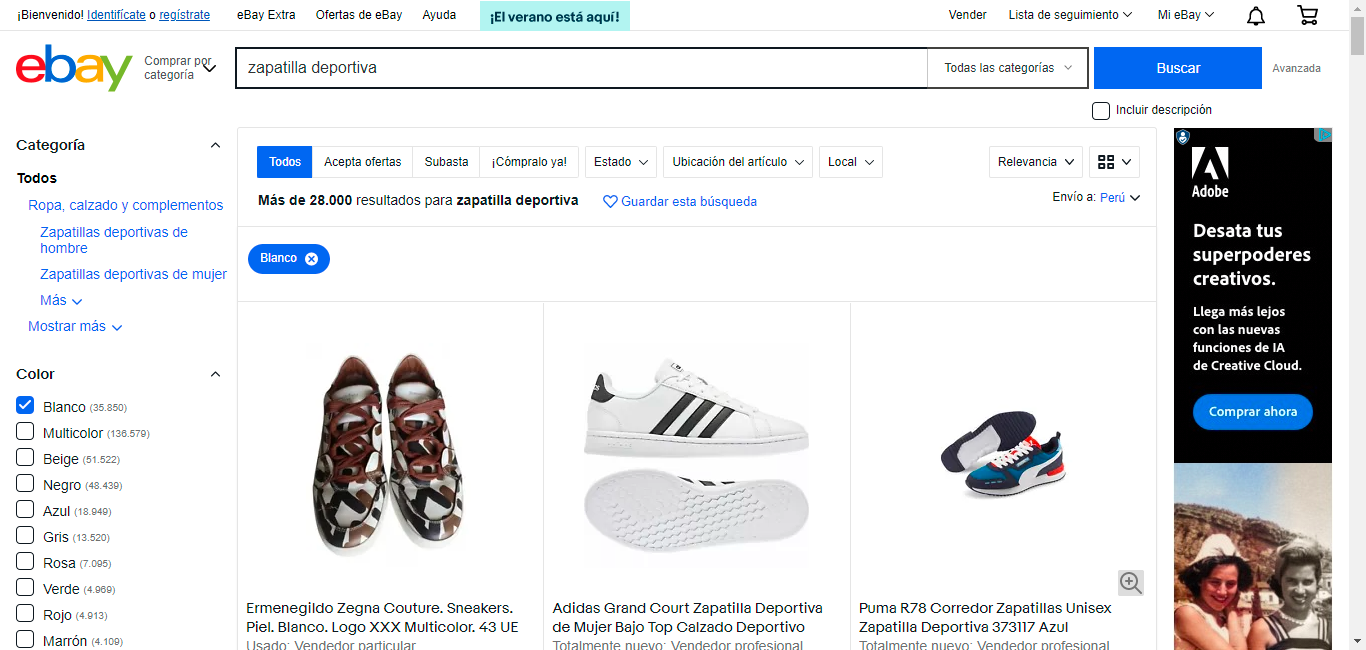 ¡Bienvenido! Identifícate o regístrate
eBay Extra
Ofertas de eBay
Ayuda
¡El verano está aquí!
Vender
Lista de seguimiento
Mi eBay
ebay
Comprar por
categoría
zapatilla deportiva
Todas las categorías
Buscar
Avanzada
Incluir descripción
Categoría
Todos
Ropa, calzado y complementos
Zapatillas deportivas de
hombre
Zapatillas deportivas de mujer
Más
Mostrar más
Color
Blanco (35.850)
Multicolor (136.579)
Beige (51.522)
Negro (48.439)
Azul (18.949)
Gris (13.520)
Rosa (7.095)
Verde (4.969)
Rojo (4.913)
Marrón (4.109)
Todos
Acepta ofertas
Subasta
¡Cómpralo ya!
Estado
Ubicación del artículo
Local
Relevancia
Más de 28.000 resultados para zapatilla deportiva
Guardar esta búsqueda
Envío a: Perú
Blanco
Ermenegildo Zegna Couture. Sneakers.
Piel. Blanco. Logo XXX Multicolor. 43 UE
Usado: Vendedor particular
Adidas Grand Court Zapatilla Deportiva
de Mujer Bajo Top Calzado Deportivo
Totalmente nuevo: Vendedor profesional
Puma R78 Corredor Zapatillas Unisex
Zapatilla Deportiva 373117 Azul
Totalmente nuevo: Vendedor profesional
Adobe
Desata tus
superpoderes
creativos.
Llega más lejos
con las nuevas
funciones de IA
de Creative Cloud.
Comprar ahora